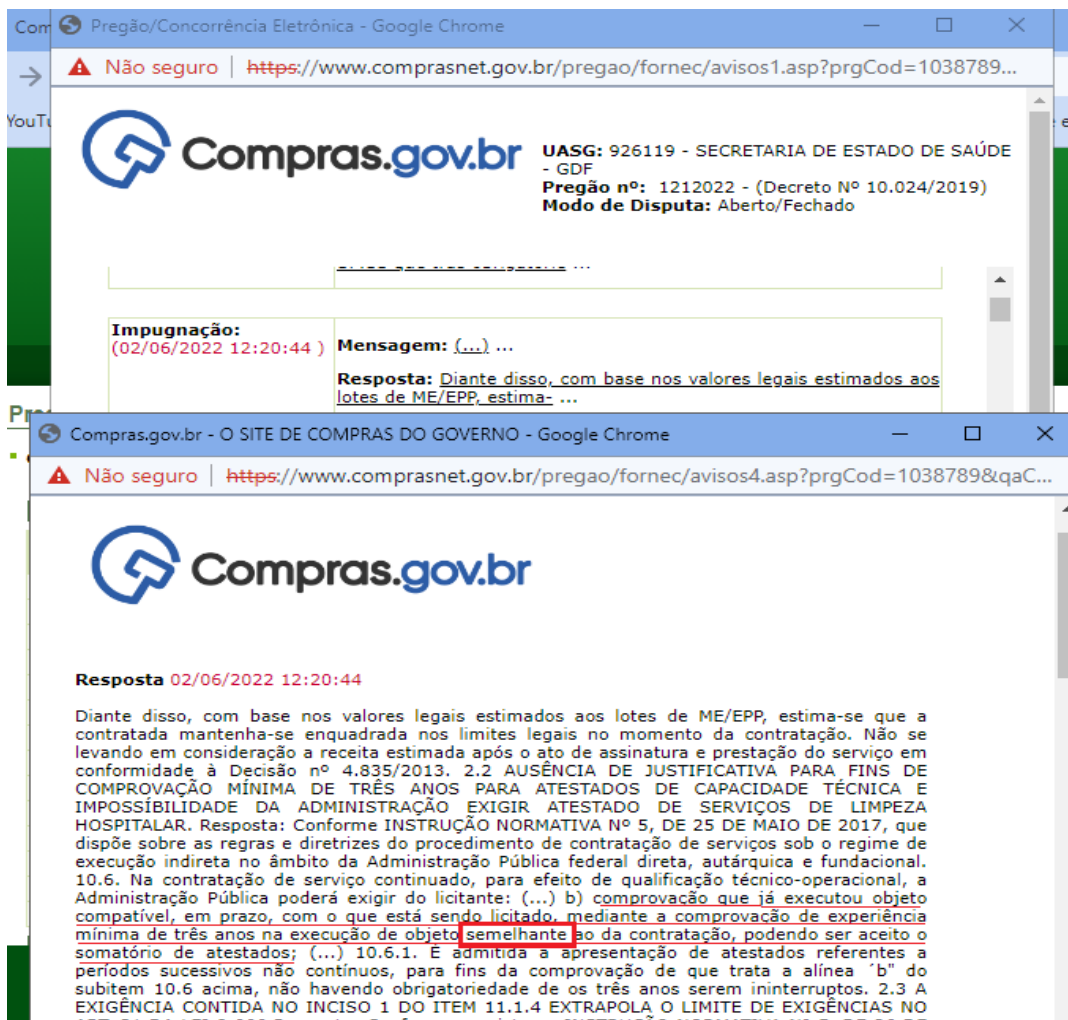 Com
Pregão/Concorrência Eletrônica - Google Chrome
Não seguro | https://www.comprasnet.gov.br/pregao/fornec/avisos1.asp?prgCod=1038789...
YouTu
e
Compras.gov.br
UASG: 926119 - SECRETARIA DE ESTADO DE SAÚDE
- GDF
Pregão nº: 1212022 - (Decreto Nº 10.024/2019)
Modo de Disputa: Aberto/Fechado
Impugnação:
(02/06/2022 12:20:44 )
Mensagem: (...) ...
Resposta: Diante disso, com base nos valores legais estimados aos
lotes de ME/EPP, estima- ...
Pre
Compras.gov.br - O SITE DE COMPRAS DO GOVERNO - Google Chrome
Não seguro | https://www.comprasnet.gov.br/pregao/fornec/avisos4.asp?prgCod=1038789&qaC...
Compras.gov.br
Resposta 02/06/2022 12:20:44
Diante disso, com base nos valores legais estimados aos lotes de ME/EPP, estima-se que a
contratada mantenha-se enquadrada nos limites legais no momento da contratação. Não se
levando em consideração a receita estimada após o ato de assinatura e prestação do serviço em
conformidade à Decisão nº 4.835/2013. 2.2 AUSÊNCIA DE JUSTIFICATIVA PARA FINS DE
COMPROVAÇÃO MÍNIMA DE TRÊS ANOS PARA ATESTADOS DE CAPACIDADE TÉCNICA E
IMPOSSÍBILIDADE DA ADMINISTRAÇÃO EXIGIR ATESTADO DE SERVIÇOS DE LIMPEZA
HOSPITALAR. Resposta: Conforme INSTRUÇÃO NORMATIVA Nº 5, DE 25 DE MAIO DE 2017, que
dispõe sobre as regras e diretrizes do procedimento de contratação de serviços sob o regime de
execução indireta no âmbito da Administração Pública federal direta, autárquica e fundacional.
10.6. Na contratação de serviço continuado, para efeito de qualificação técnico-operacional, a
Administração Pública poderá exigir do licitante: (...) b) comprovação que já executou objeto
compatível, em prazo, com o que está sendo licitado, mediante a comprovação de experiência
mínima de três anos na execução de objeto semelhante ao da contratação, podendo ser aceito o
somatório de atestados; (...) 10.6.1. É admitida a apresentação de atestados referentes a
períodos sucessivos não contínuos, para fins da comprovação de que trata a alínea ´b" do
subitem 10.6 acima, não havendo obrigatoriedade de os três anos serem ininterruptos. 2.3 A
EXIGÊNCIA CONTIDA NO INCISO 1 DO ITEM 11.1.4 EXTRAPOLA O LIMITE DE EXIGÊNCIAS NO